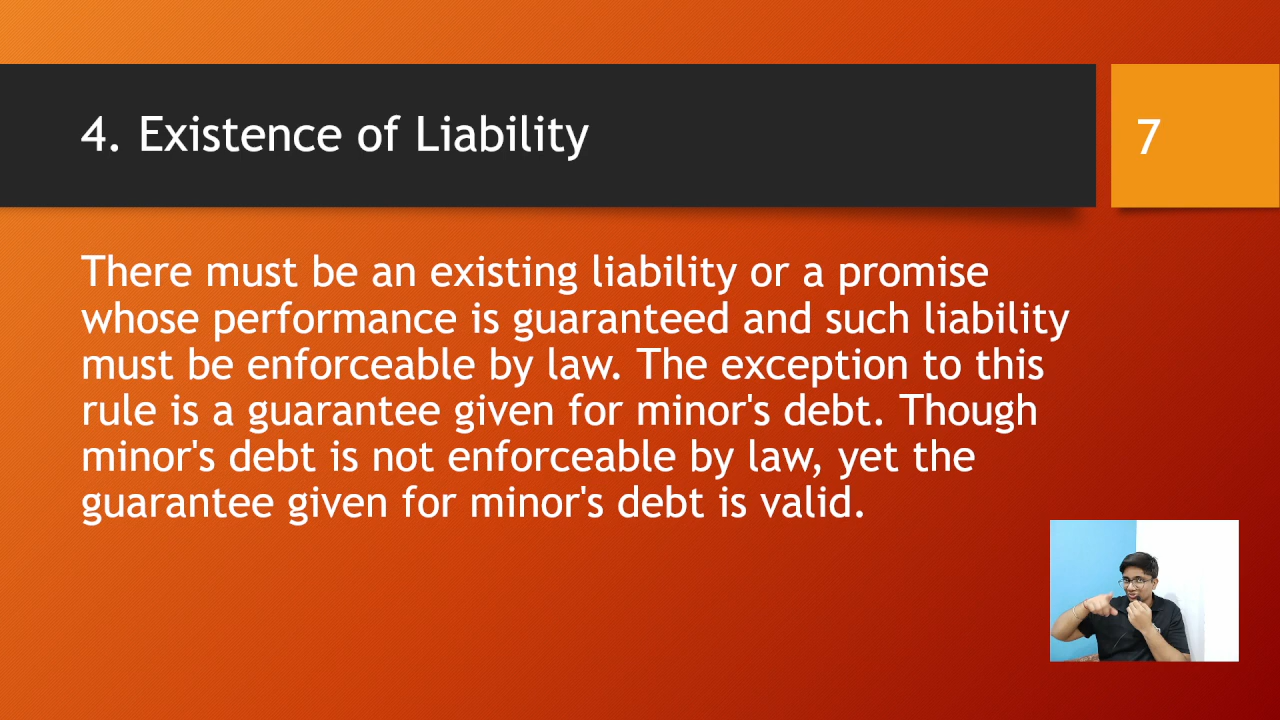 4. Existence of Liability
7
There must be an existing liability or a promise
whose performance is guaranteed and such liability
must be enforceable by law. The exception to this
rule is a guarantee given for minor's debt. Though
minor's debt is not enforceable by law, yet the
guarantee given for minor's debt is valid.